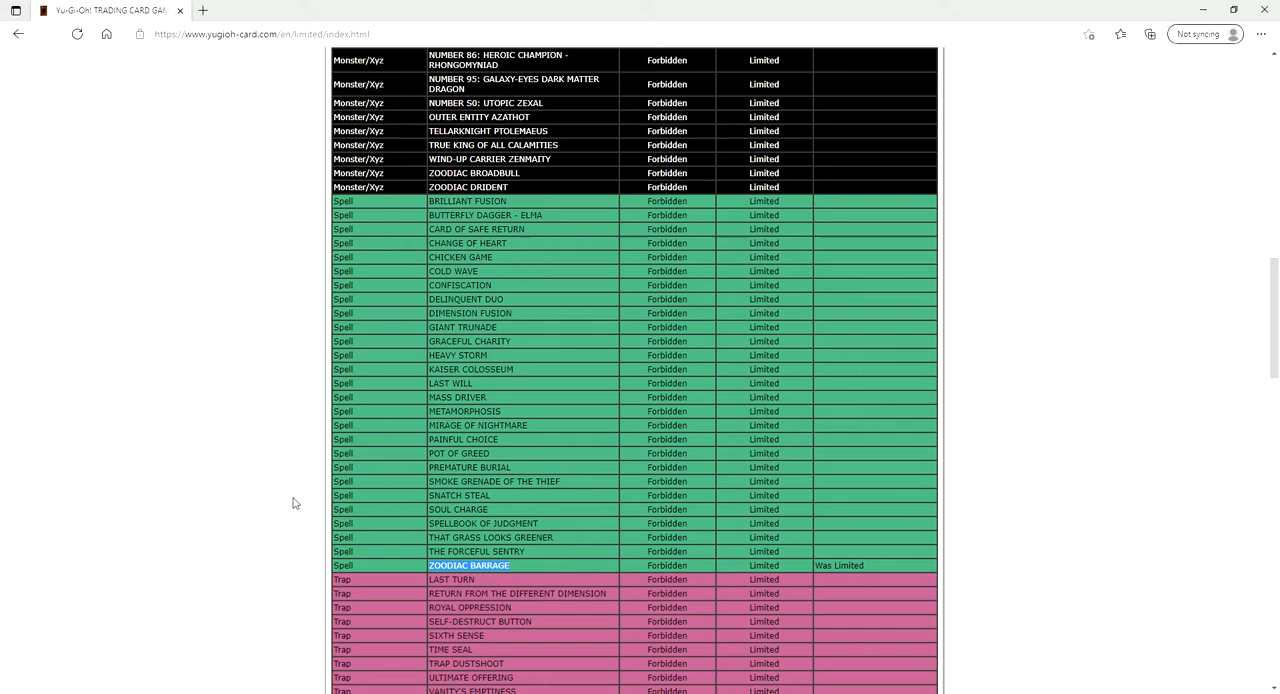 Yu-Gi-Oh! TRADING CARD GAM
https://www.yugioh-card.com/en/limited/index.html
Not syncing
Monster/Xyz NUMBER 86: HEROIC CHAMPION - RHONGOMYNIAD Forbidden Limited
Monster/Xyz NUMBER 95: GALAXY-EYES DARK MATTER DRAGON Forbidden Limited
Monster/Xyz NUMBER S0: UTOPIC ZEXAL Forbidden Limited
Monster/Xyz OUTER ENTITY AZATHOT Forbidden Limited
Monster/Xyz TELLARKNIGHT PTOLEMAEUS Forbidden Limited
Monster/Xyz TRUE KING OF ALL CALAMITIES Forbidden Limited
Monster/Xyz WIND-UP CARRIER ZENMAITY Forbidden Limited
Monster/Xyz ZOODIAC BROADBULL Forbidden Limited
Monster/Xyz ZOODIAC DRIDENT Forbidden Limited
Spell BRILLIANT FUSION Forbidden Limited
Spell BUTTERFLY DAGGER - ELMA Forbidden Limited
Spell CARD OF SAFE RETURN Forbidden Limited
Spell CHANGE OF HEART Forbidden Limited
Spell CHICKEN GAME Forbidden Limited
Spell COLD WAVE Forbidden Limited
Spell CONFISCATION Forbidden Limited
Spell DELINQUENT DUO Forbidden Limited
Spell DIMENSION FUSION Forbidden Limited
Spell GIANT TRUNADE Forbidden Limited
Spell GRACEFUL CHARITY Forbidden Limited
Spell HEAVY STORM Forbidden Limited
Spell KAISER COLOSSEUM Forbidden Limited
Spell LAST WILL Forbidden Limited
Spell MASS DRIVER Forbidden Limited
Spell METAMORPHOSIS Forbidden Limited
Spell MIRAGE OF NIGHTMARE Forbidden Limited
Spell PAINFUL CHOICE Forbidden Limited
Spell POT OF GREED Forbidden Limited
Spell PREMATURE BURIAL Forbidden Limited
Spell SMOKE GRENADE OF THE THIEF Forbidden Limited
Spell SNATCH STEAL Forbidden Limited
Spell SOUL CHARGE Forbidden Limited
Spell SPELLBOOK OF JUDGMENT Forbidden Limited
Spell THAT GRASS LOOKS GREENER Forbidden Limited
Spell THE FORCEFUL SENTRY Forbidden Limited
Spell ZOODIAC BARRAGE Forbidden Limited Was Limited
Trap LAST TURN Forbidden Limited
Trap RETURN FROM THE DIFFERENT DIMENSION Forbidden Limited
Trap ROYAL OPPRESSION Forbidden Limited
Trap SELF-DESTRUCT BUTTON Forbidden Limited
Trap SIXTH SENSE Forbidden Limited
Trap TIME SEAL Forbidden Limited
Trap TRAP DUSTSHOOT Forbidden Limited
Trap ULTIMATE OFFERING Forbidden Limited
Trap VANITY'S EMPTINESS Forbidden Limited